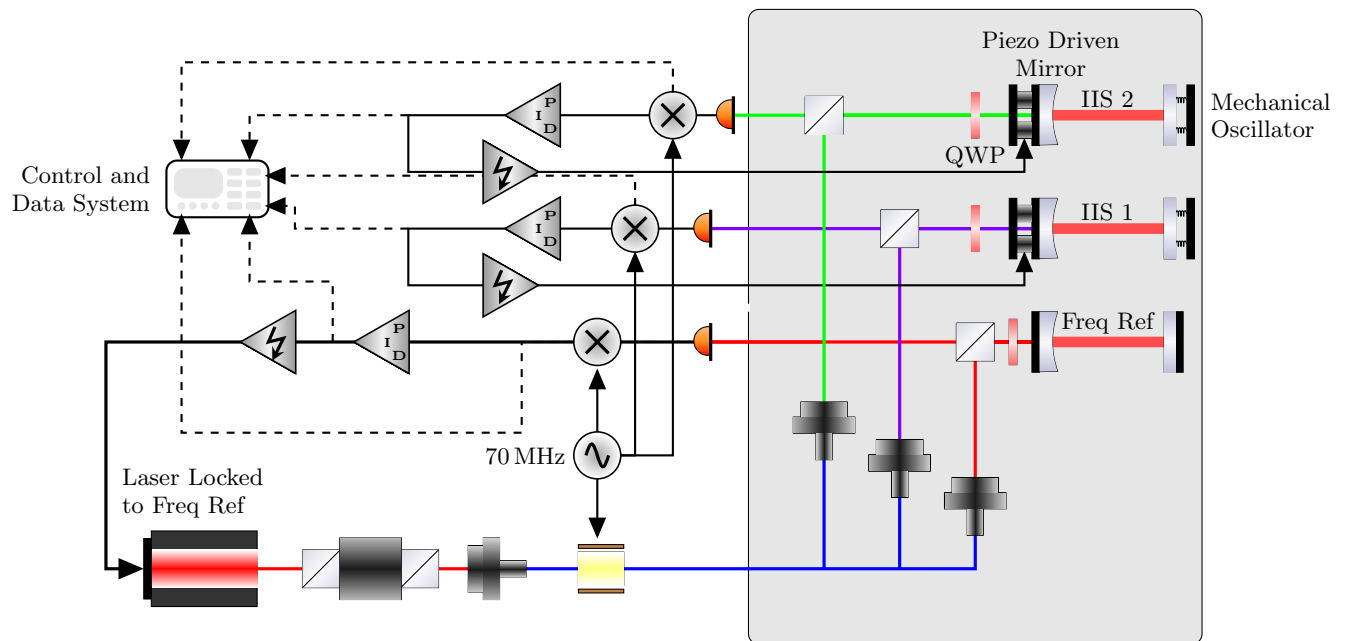 Piezo Driven
Mirror
IIS 2
Mechanical
Oscillator
P
I
D
QWP
Control and
Data System
P
I
D
IIS 1
P
I
D
Freq Ref
70 MHz
Laser Locked
to Freq Ref